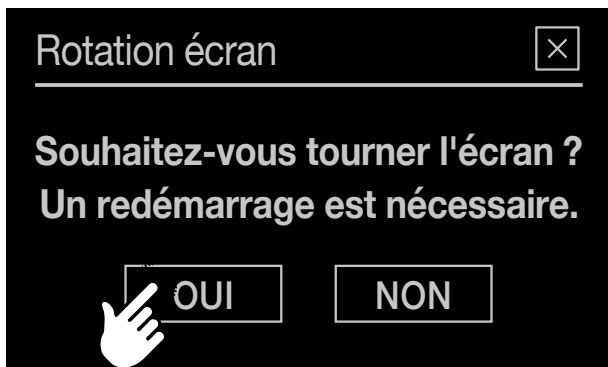 Rotation écran
Souhaitez-vous tourner l'écran ?
Un redémarrage est nécessaire.
OUI NON